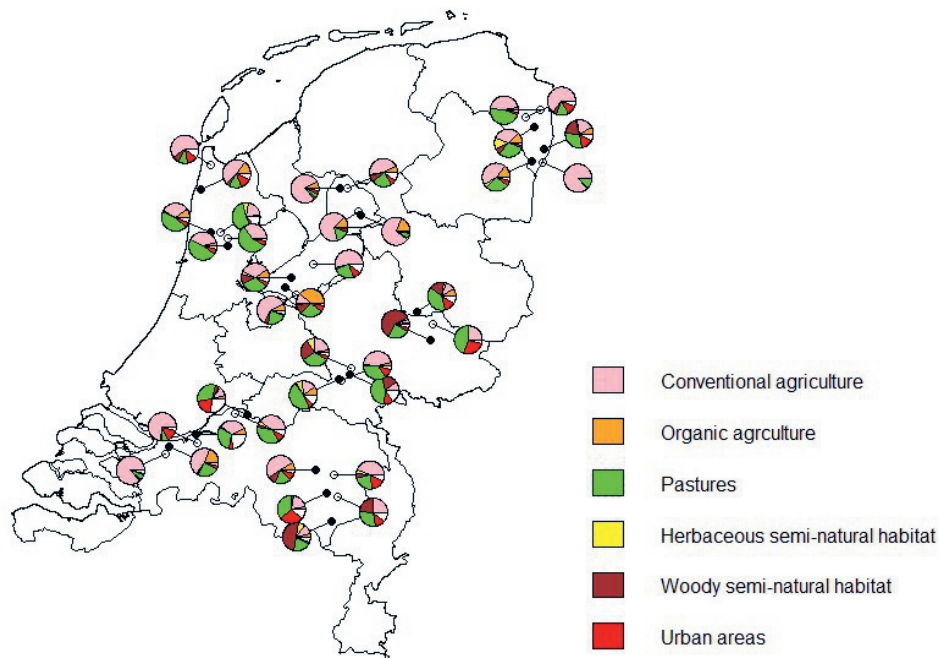 Conventional agriculture
Organic agrculture
Pastures
Herbaceous semi-natural habitat
Woody semi-natural habitat
Urban areas